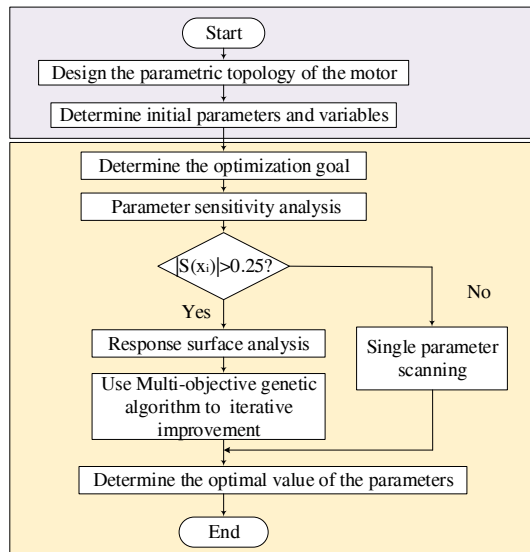 Start
Design the parametric topology of the motor
Determine initial parameters and variables
Determine the optimization goal
Parameter sensitivity analysis
|S(xᵢ)|>0.25?
Yes
No
Response surface analysis
Use Multi-objective genetic
algorithm to iterative
improvement
Single parameter
scanning
Determine the optimal value of the parameters
End